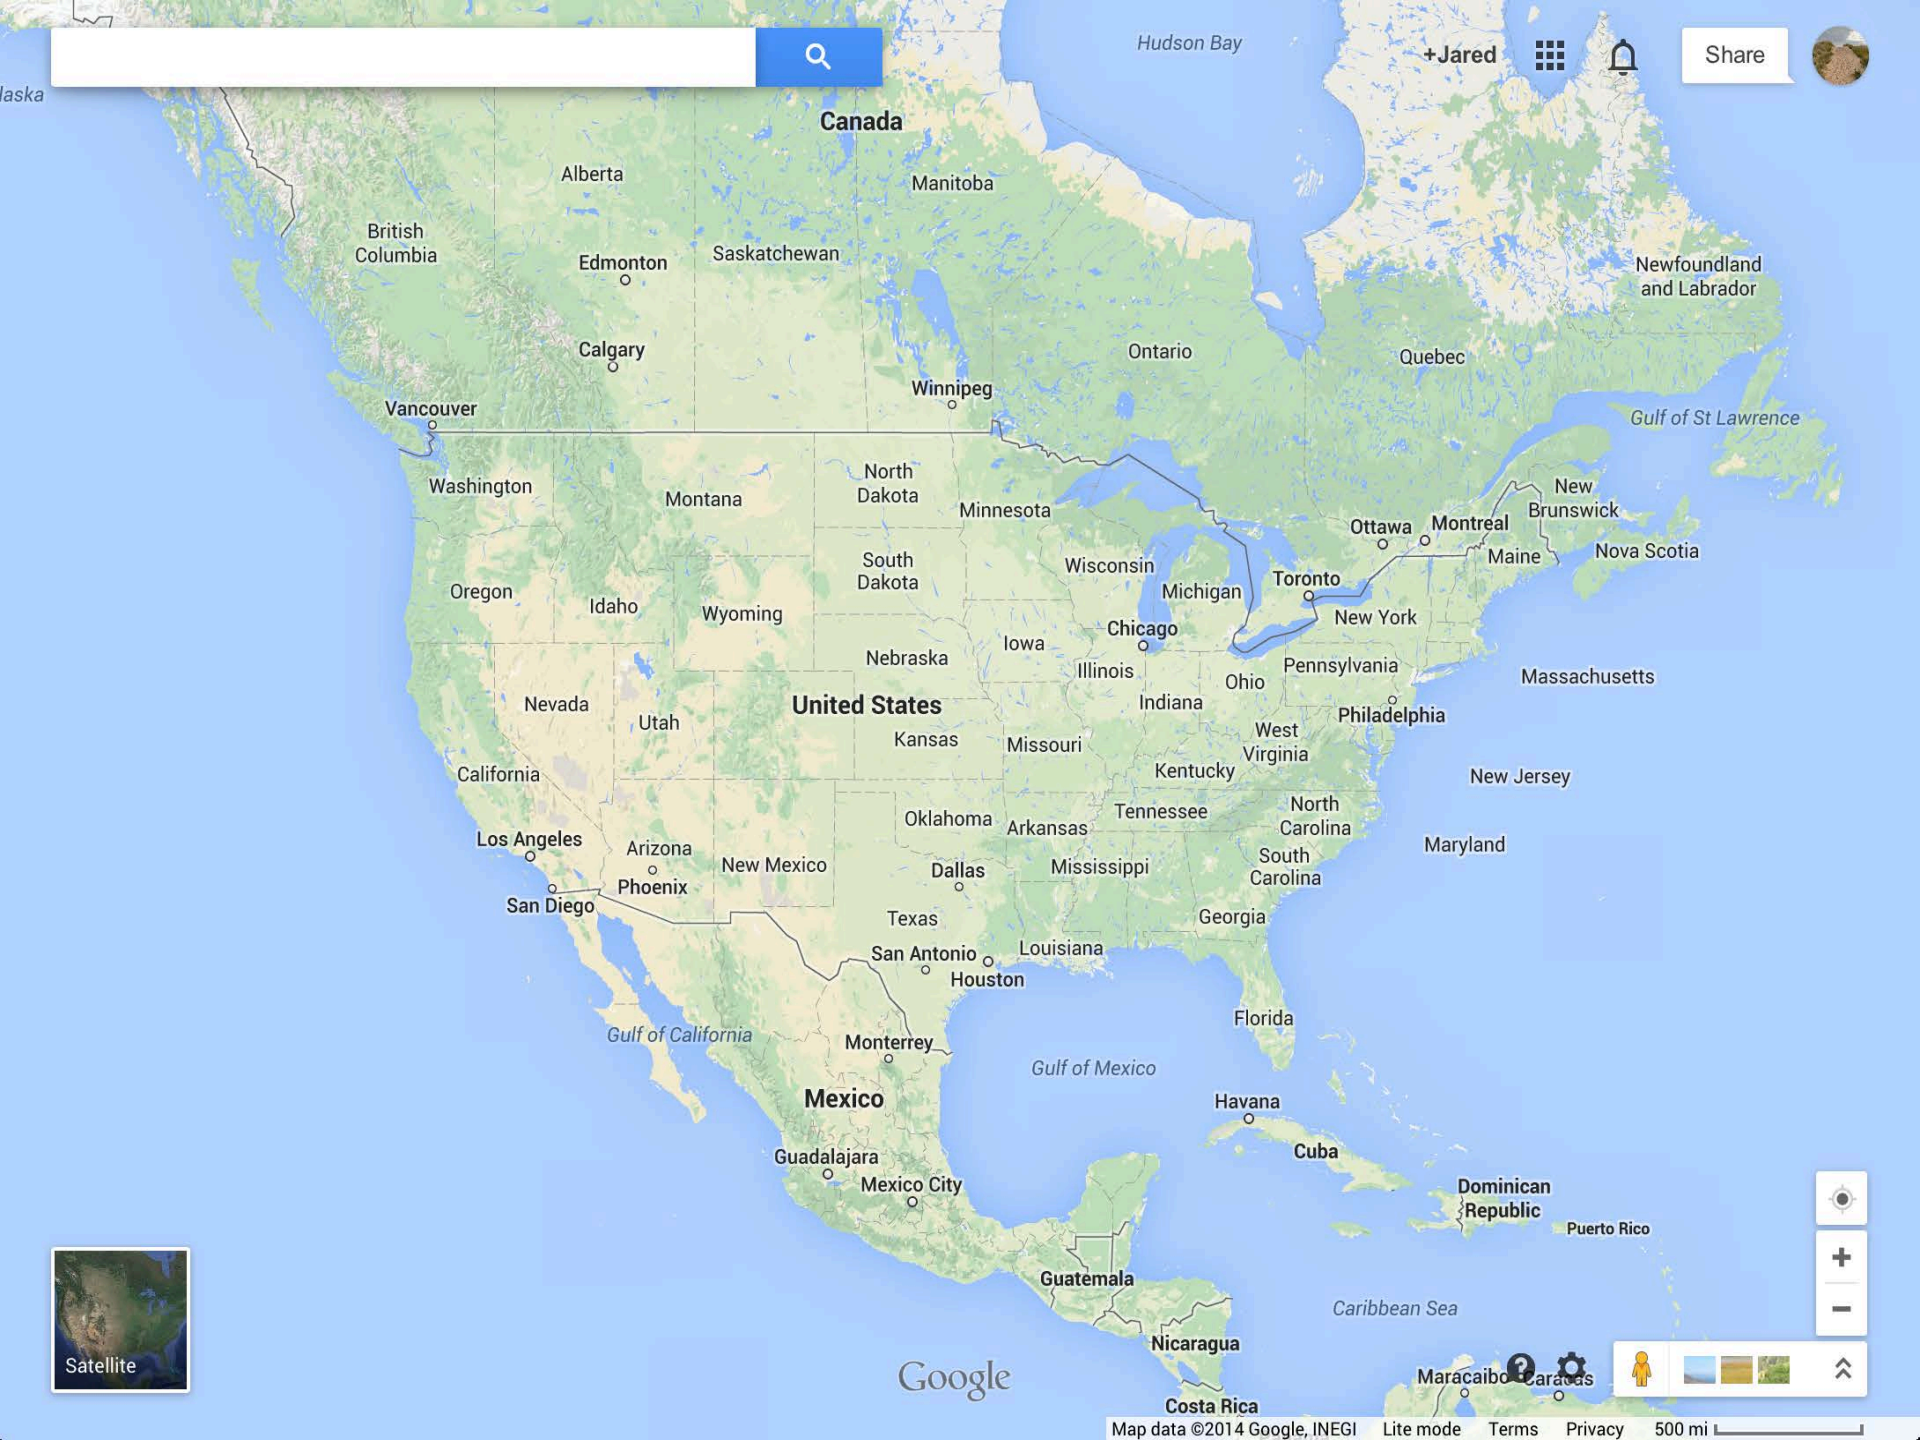 Hudson Bay
+Jared
Share
laska
Canada
Alberta
Manitoba
British
Columbia
Edmonton
Saskatchewan
Newfoundland
and Labrador
Calgary
Ontario
Quebec
Winnipeg
Vancouver
Gulf of St Lawrence
Washington
Montana
North
Dakota
Minnesota
New
Brunswick
Ottawa
Montreal
Maine
Nova Scotia
South
Dakota
Wisconsin
Michigan
Toronto
Oregon
Idaho
Wyoming
New York
Chicago
Iowa
Nebraska
Illinois
Pennsylvania
Ohio
Massachusetts
Nevada
United States
Indiana
Philadelphia
Utah
Kansas
Missouri
West
Virginia
California
Kentucky
New Jersey
Oklahoma
Arkansas
Tennessee
North
Carolina
Los Angeles
Arizona
New Mexico
Dallas
Mississippi
South
Carolina
Maryland
Phoenix
San Diego
Texas
Georgia
San Antonio
Louisiana
Houston
Florida
Gulf of California
Monterrey
Gulf of Mexico
Mexico
Havana
Cuba
Guadalajara
Mexico City
Dominican
Republic
Puerto Rico
Guatemala
Caribbean Sea
Nicaragua
Satellite
Google
Maracaibo
Caracas
Costa Rica
Map data ©2014 Google, INEGI Lite mode Terms Privacy 500 mi